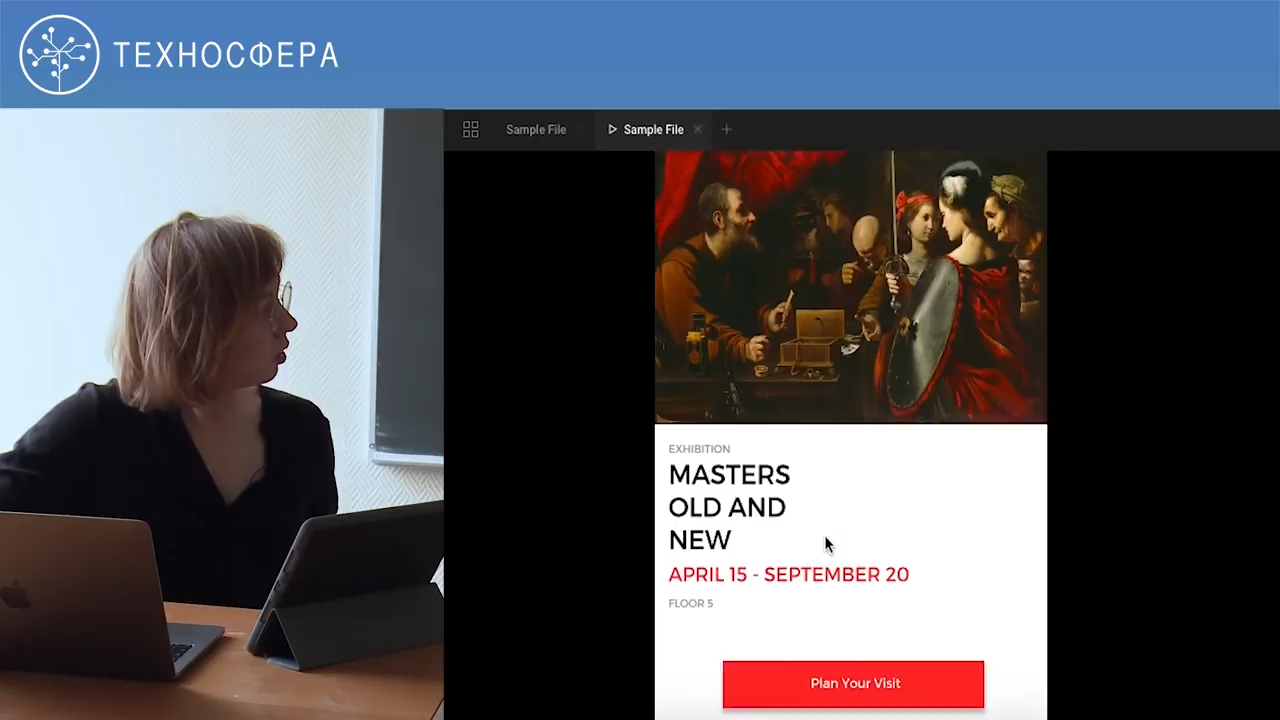 ТЕХНОСФЕРА
Sample File
Sample File
EXHIBITION
MASTERS
OLD AND
NEW
APRIL 15 - SEPTEMBER 20
FLOOR 5
Plan Your Visit